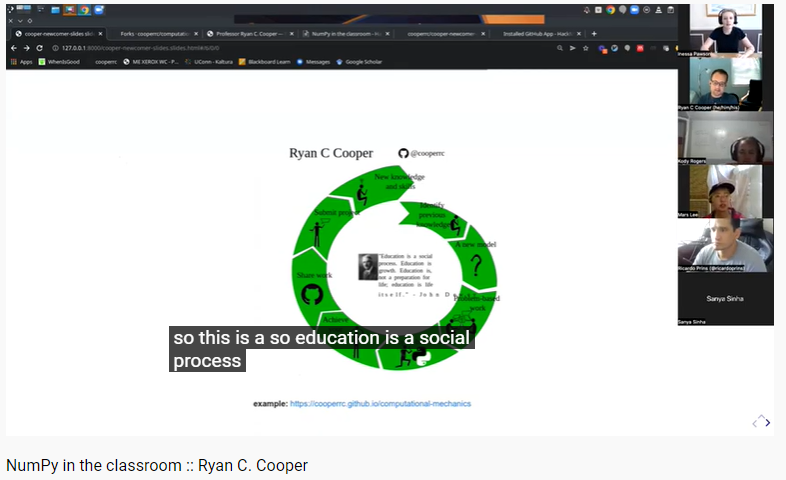 cooper-newcomer-slides slid
Forks · cooperrc/computatio
Professor Ryan C. Cooper —
NumPy in the classroom – H
cooperrc/cooper-newcomer-
Installed GitHub App - Hack
127.0.0.1:8000/cooper-newcomer-slides.slides.html#/6/0/0
Apps
WhereIsGood
cooperrc
ME XEROX WC - P...
UConn - Kaltura
Blackboard Learn
Messages
Google Scholar
Inessa Pawson
Ryan C Cooper (he/him/his)
Kody Rogers
Mars Lee
Ricardo Prins (@ricardoprins)
Sanya Sinha
Sanya Sinha
Ryan C Cooper
@cooperrc
New knowledge
and skills
Identify
previous
knowledge
A new model
?
Problem-based
work
Achieve
Share work
Submit project
"Education is a social
process. Education is
growth. Education is,
not a preparation for
life; education is life
itself." - John D
so this is a so education is a social
process
example: https://cooperrc.github.io/computational-mechanics
NumPy in the classroom :: Ryan C. Cooper